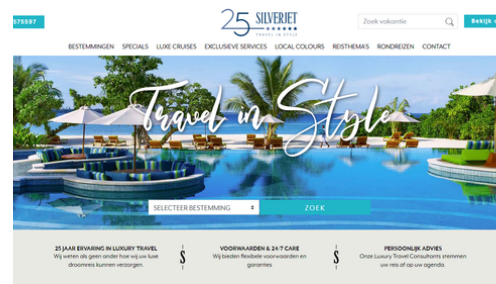 575597
25 SILVERJET
TRAVEL IN STYLE
Zoek vakantie
Bekijk
BESTEMMINGEN SPECIALS LUXE CRUISES EXCLUSIEVE SERVICES LOCAL COLOURS REISTHEMA'S RONDREIZEN CONTACT
Travel in Style
SELECTEER BESTEMMING
ZOEK
25 JAAR ERVARING IN LUXURY TRAVEL
Wij weten als geen ander hoe wij uw luxe
droomreis kunnen verzorgen.
VOORWAARDEN & 24-7 CARE
Wij bieden flexibele voorwaarden en
garanties
PERSOONLIJK ADVIES
Onze Luxury Travel Consultants stemmen
uw reis af op uw agenda.